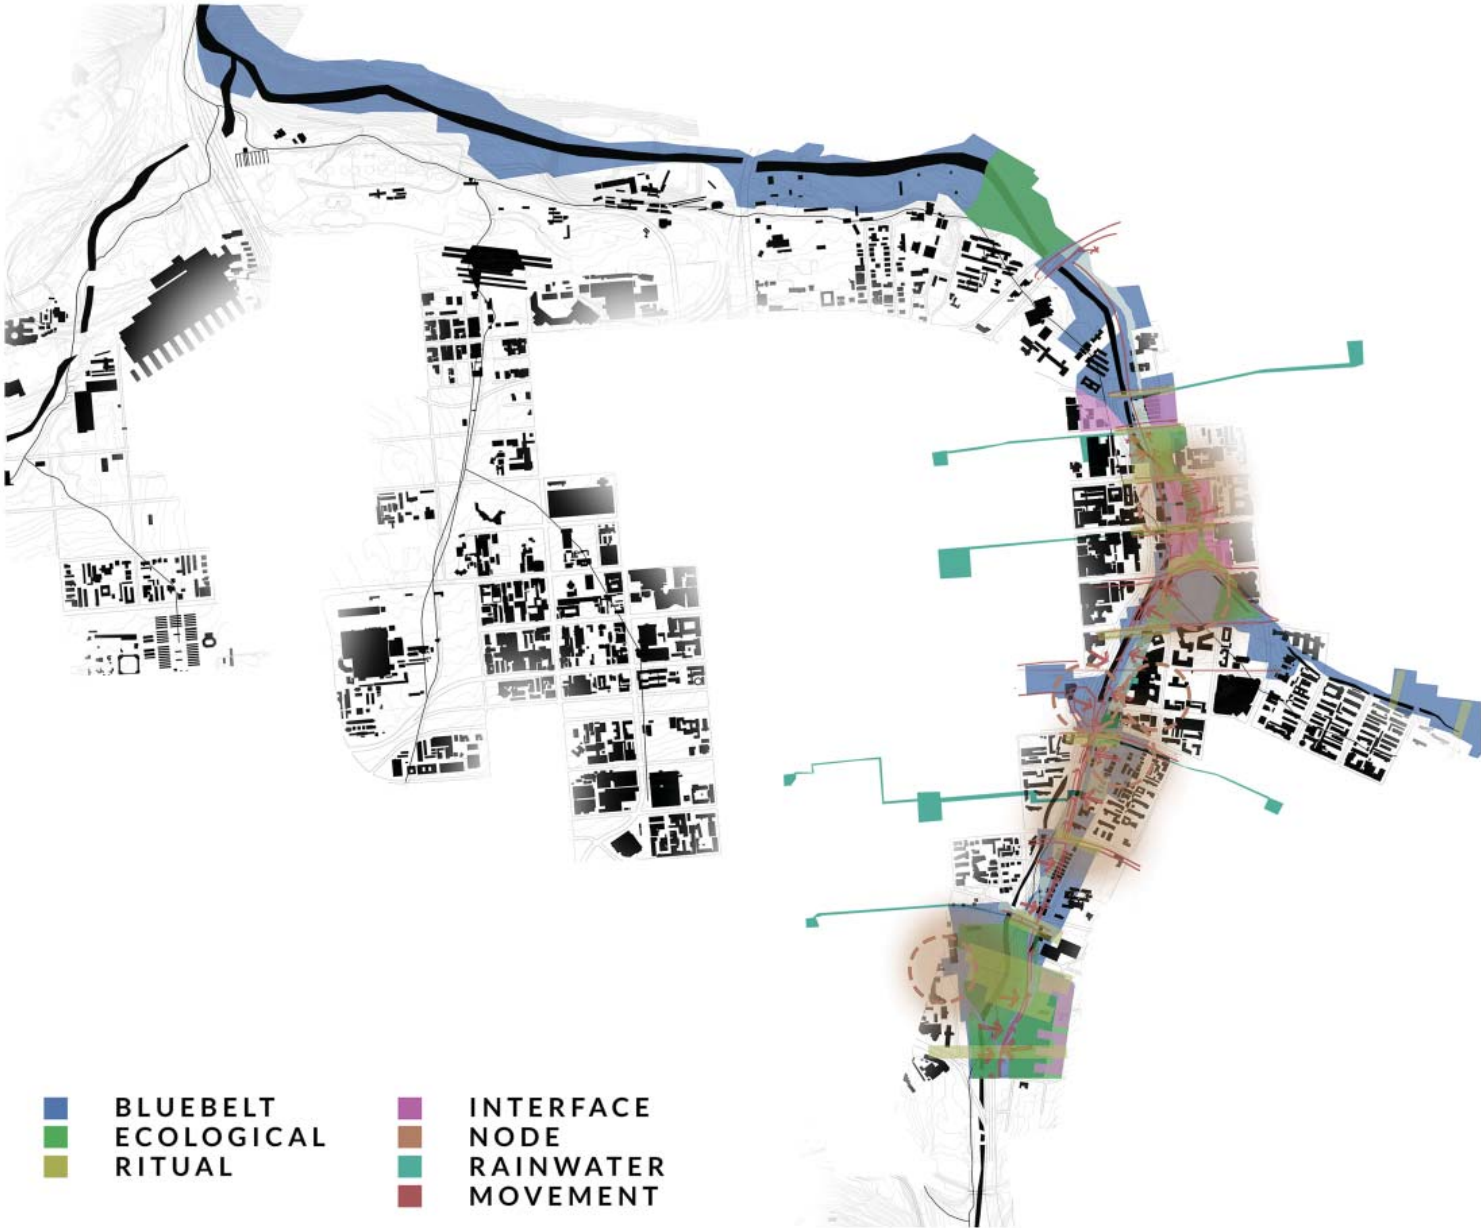 BLUEBELT
ECOLOGICAL
RITUAL
INTERFACE
NODE
RAINWATER
MOVEMENT